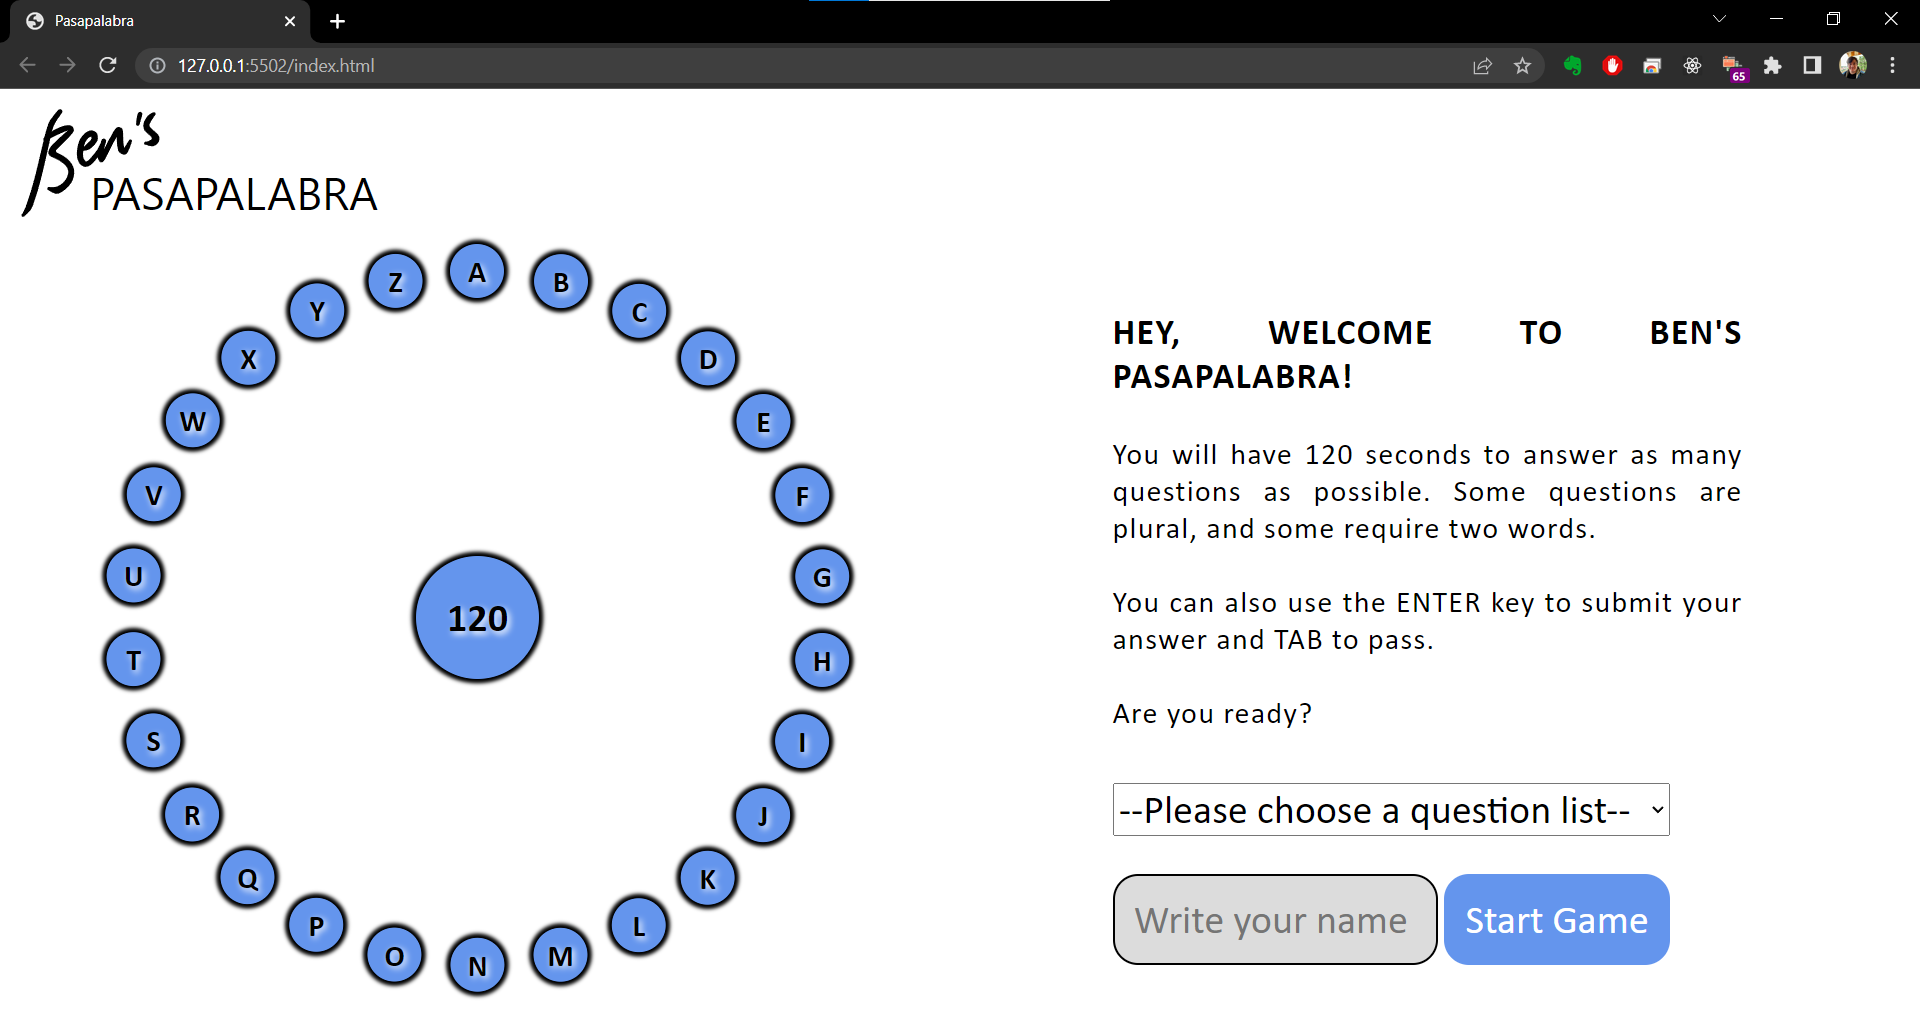 Pasapalabra
127.0.0.1:5502/index.html
65
Ben's
PASAPALABRA
A
B
C
D
E
F
G
H
I
J
K
L
M
N
O
P
Q
R
S
T
U
V
W
X
Y
Z
120
HEY, WELCOME TO BEN'S
PASAPALABRA!
You will have 120 seconds to answer as many
questions as possible. Some questions are
plural, and some require two words.
You can also use the ENTER key to submit your
answer and TAB to pass.
Are you ready?
--Please choose a question list--
Write your name
Start Game